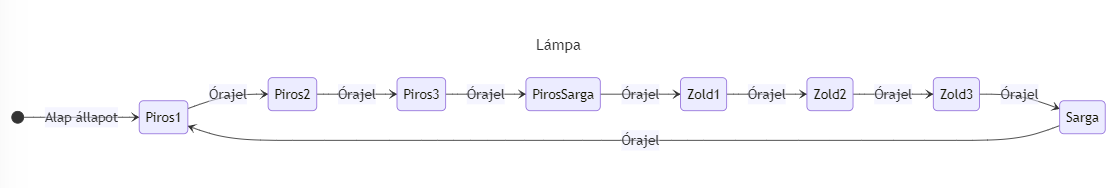 Lámpa
Alap állapot
Piros1
Órajel
Piros2
Órajel
Piros3
Órajel
PirosSarga
Órajel
Zold1
Órajel
Zold2
Órajel
Zold3
Órajel
Sarga
Órajel